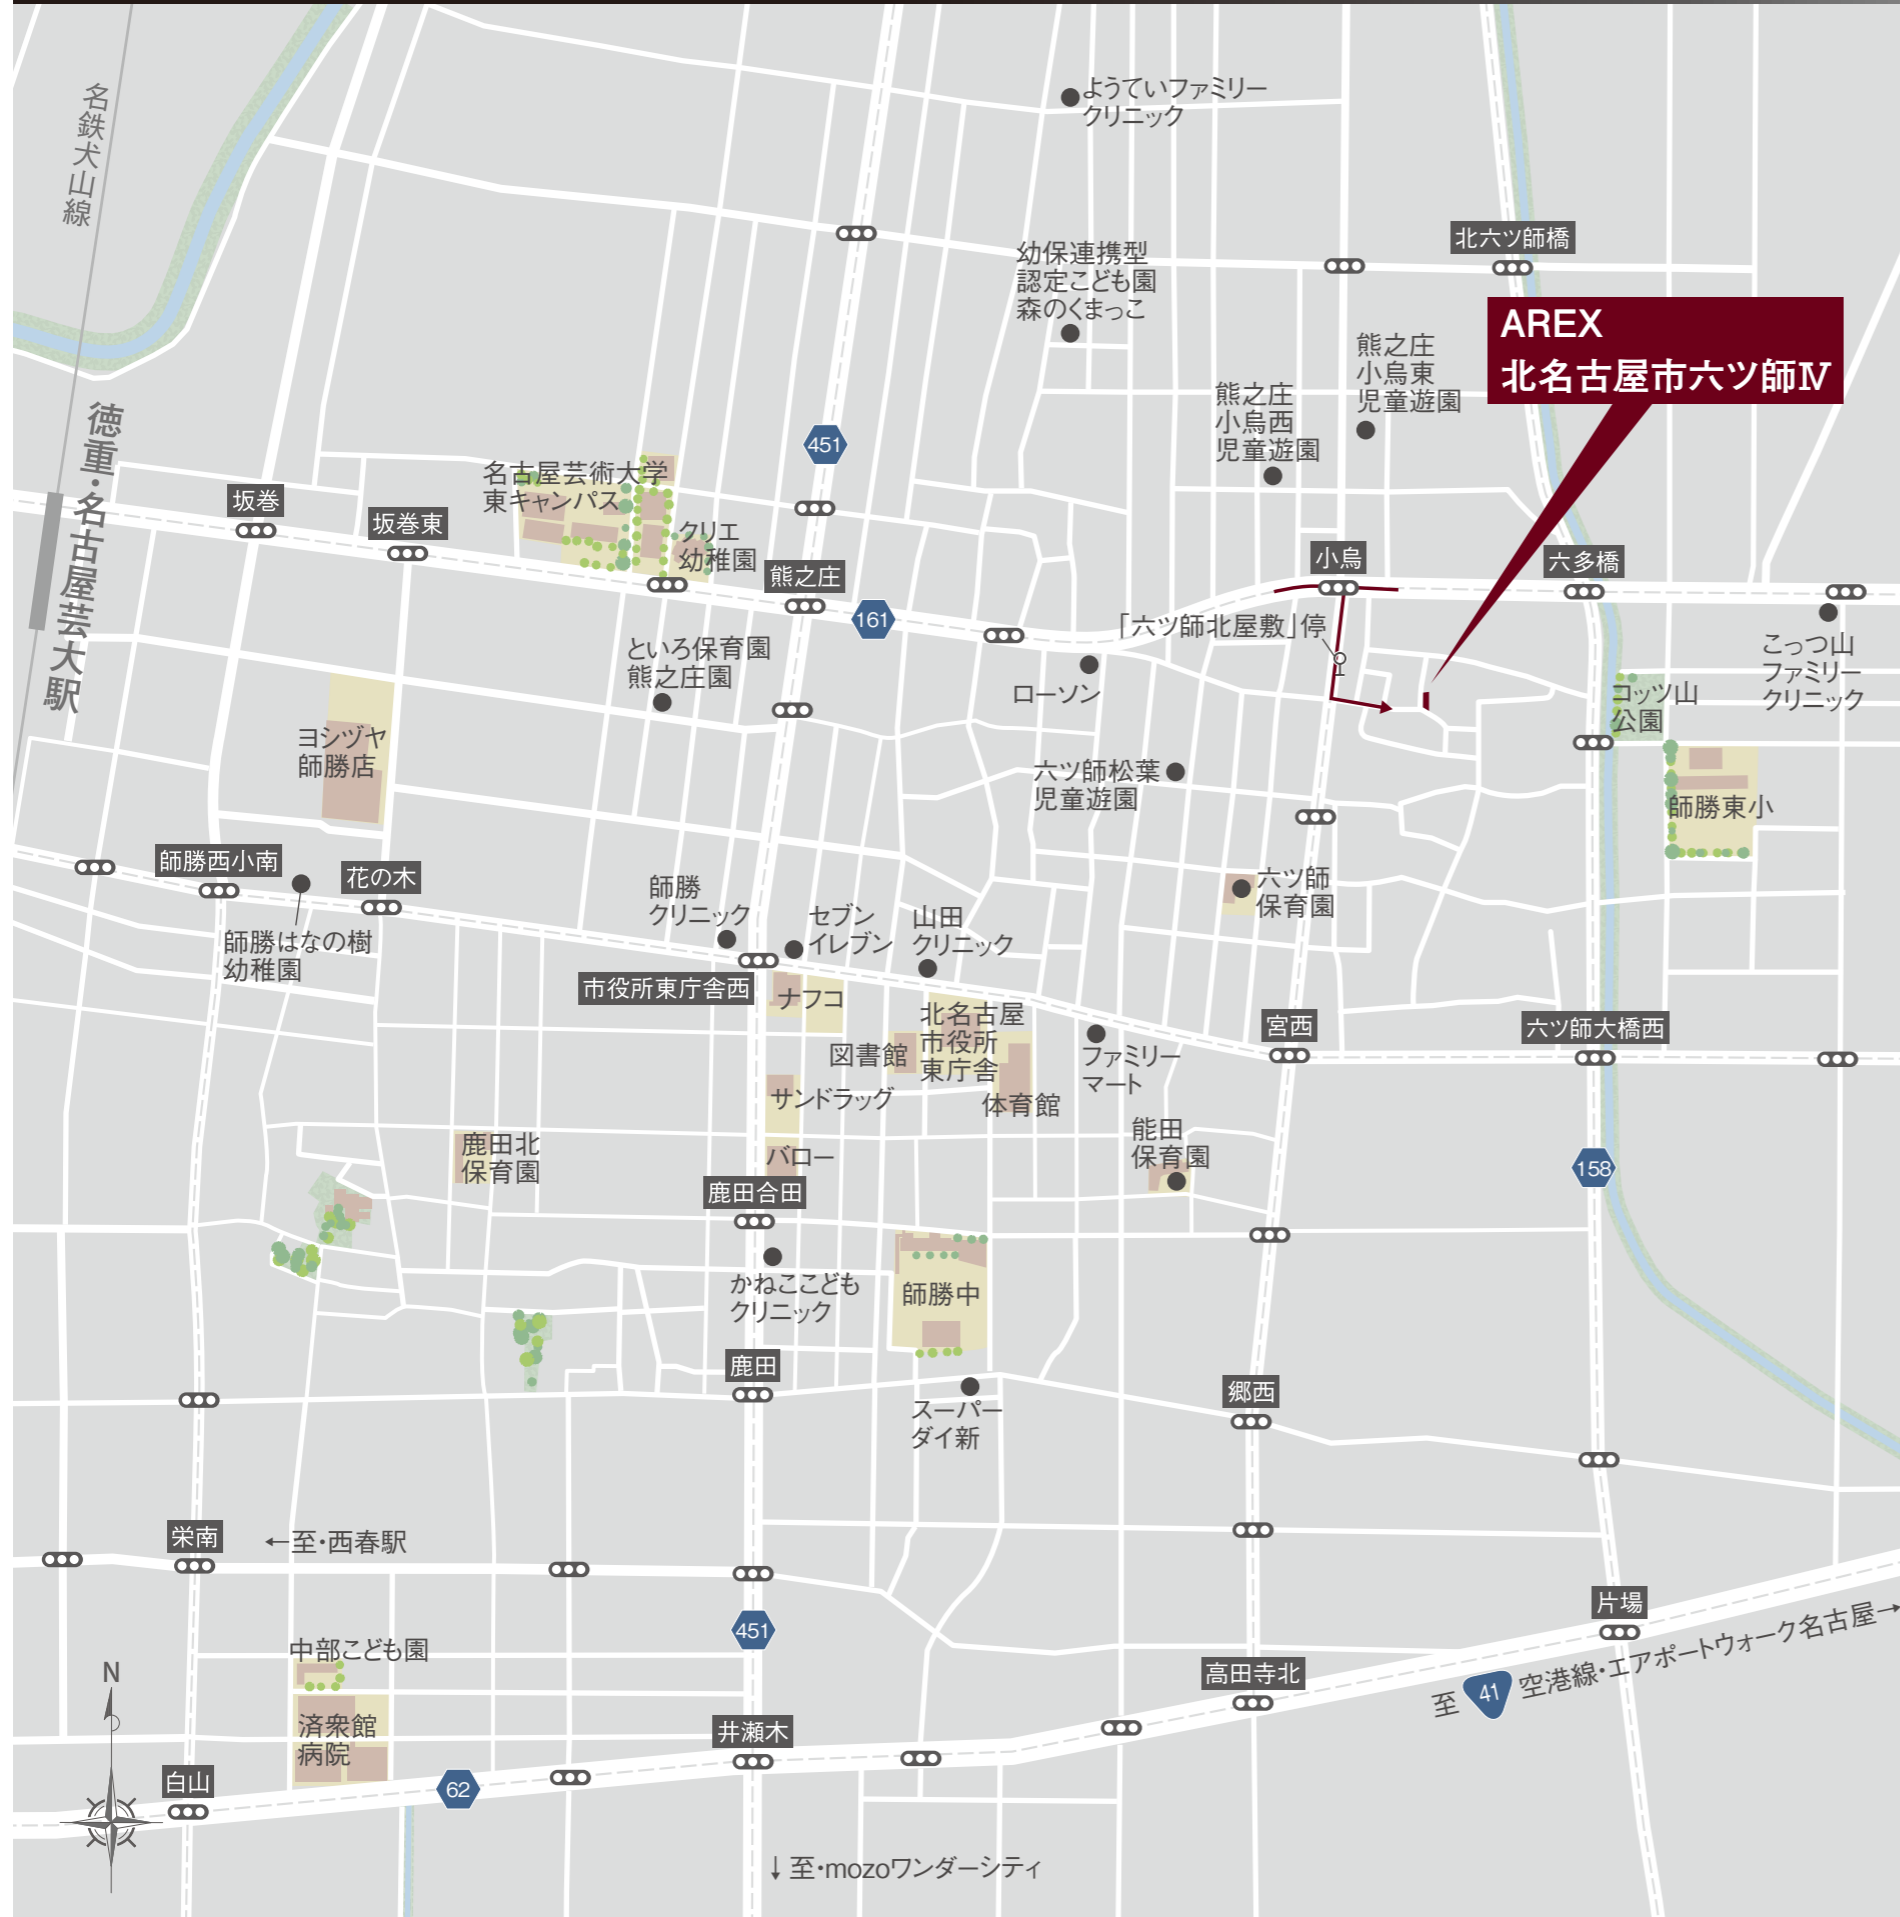 名鉄犬山線
ようていファミリー
クリニック
北六ツ師橋
幼保連携型
認定こども園
森のくまっこ
AREX
北名古屋市六ツ師Ⅳ
熊之庄
小烏東
児童遊園
熊之庄
小烏西
児童遊園
徳重・名古屋芸大駅
451
名古屋芸術大学
東キャンパス
坂巻
坂巻東
クリエ
幼稚園
熊之庄
小烏
六多橋
161
「六ツ師北屋敷」停
といろ保育園
熊之庄園
ローソン
こっつ山
ファミリー
クリニック
コッツ山
公園
ヨシヅヤ
師勝店
六ツ師松葉
児童遊園
師勝東小
師勝西小南
花の木
師勝
クリニック
セブン
イレブン
山田
クリニック
六ツ師
保育園
師勝はなの樹
幼稚園
市役所東庁舎西
ナフコ
北名古屋
市役所
東庁舎
図書館
ファミリー
マート
宮西
六ツ師大橋西
サンドラッグ
体育館
鹿田北
保育園
バロー
能田
保育園
158
鹿田合田
かねここども
クリニック
師勝中
鹿田
スーパー
ダイ新
郷西
栄南
←至・西春駅
451
片場
中部こども園
N
高田寺北
至 41 空港線・エアポートウォーク名古屋→
済衆館
病院
井瀬木
白山
62
↓至・mozoワンダーシティ